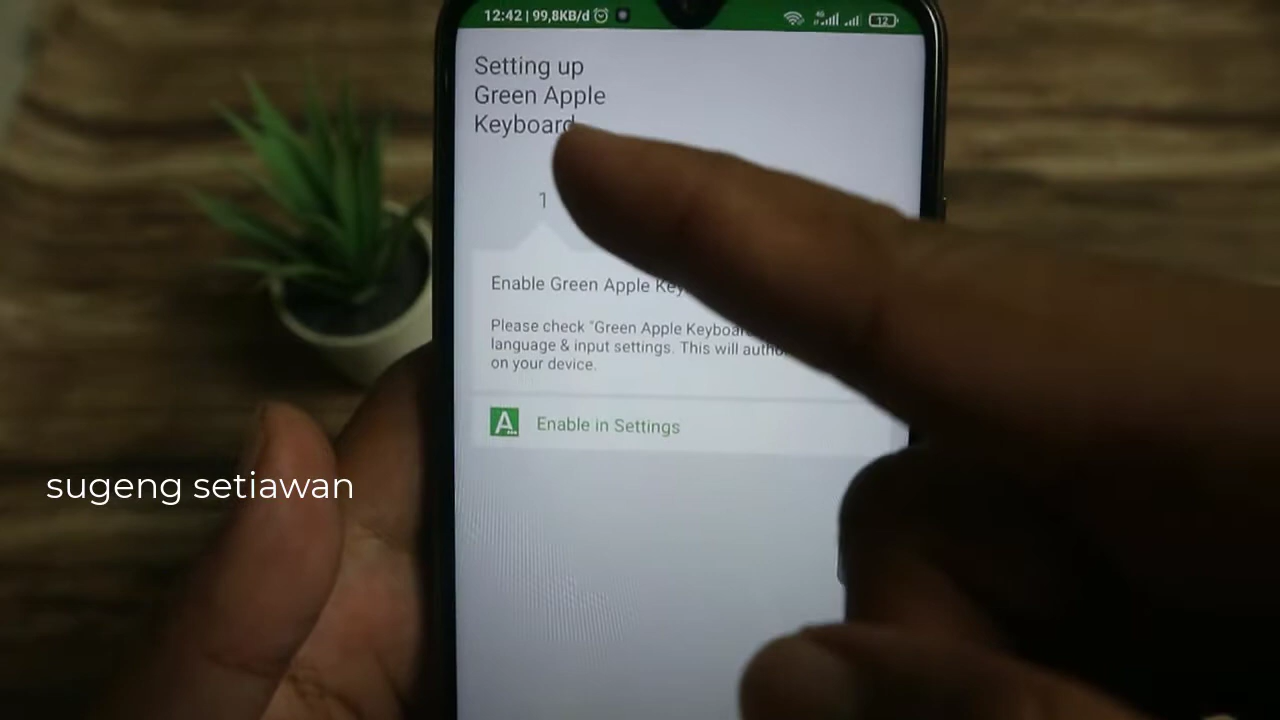 12:42 | 99,8KB/d
4G
12
Setting up
Green Apple
Keyboard
1
Enable Green Apple
Please check "Green Apple
language & input settings. This will
on your device.
A
Enable in Settings
sugeng setiawan